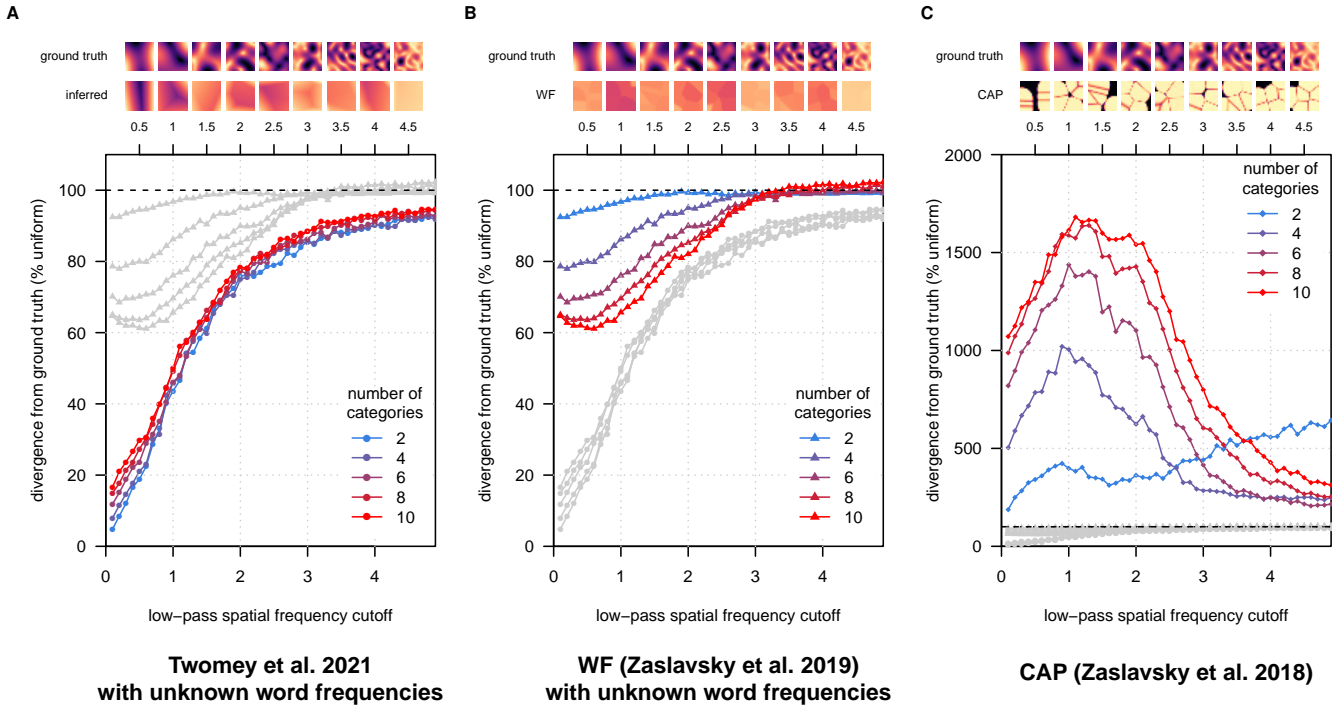 A
ground truth
inferred
0.5 1 1.5 2 2.5 3 3.5 4 4.5
divergence from ground truth (% uniform)
100
80
60
40
20
0
number of
categories
2
4
6
8
10
0 1 2 3 4
low−pass spatial frequency cutoff
Twomey et al. 2021
with unknown word frequencies
B
ground truth
WF
0.5 1 1.5 2 2.5 3 3.5 4 4.5
divergence from ground truth (% uniform)
100
80
60
40
20
0
number of
categories
2
4
6
8
10
0 1 2 3 4
low−pass spatial frequency cutoff
WF (Zaslavsky et al. 2019)
with unknown word frequencies
C
ground truth
CAP
0.5 1 1.5 2 2.5 3 3.5 4 4.5
divergence from ground truth (% uniform)
2000
1500
1000
500
0
number of
categories
2
4
6
8
10
0 1 2 3 4
low−pass spatial frequency cutoff
CAP (Zaslavsky et al. 2018)